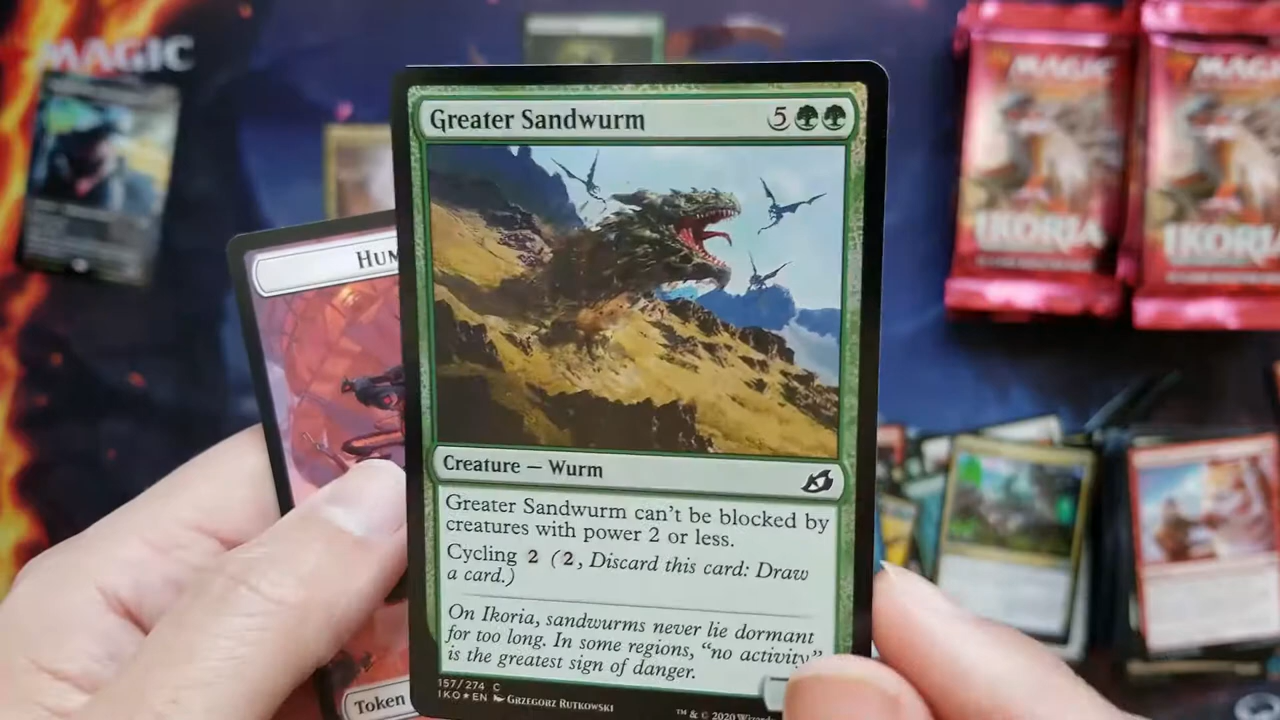 MAGIC
Greater Sandwurm 5
Creature — Wurm
Greater Sandwurm can't be blocked by
creatures with power 2 or less.
Cycling 2 (2, Discard this card: Draw
a card.)
On Ikoria, sandwurms never lie dormant
for too long. In some regions, "no activity"
is the greatest sign of danger.
157/274 C
IKO★EN GRZEGORZ RUTKOWSKI
™ & © 2020
Token
MAGIC
IKORIA
MAGIC
IKORIA